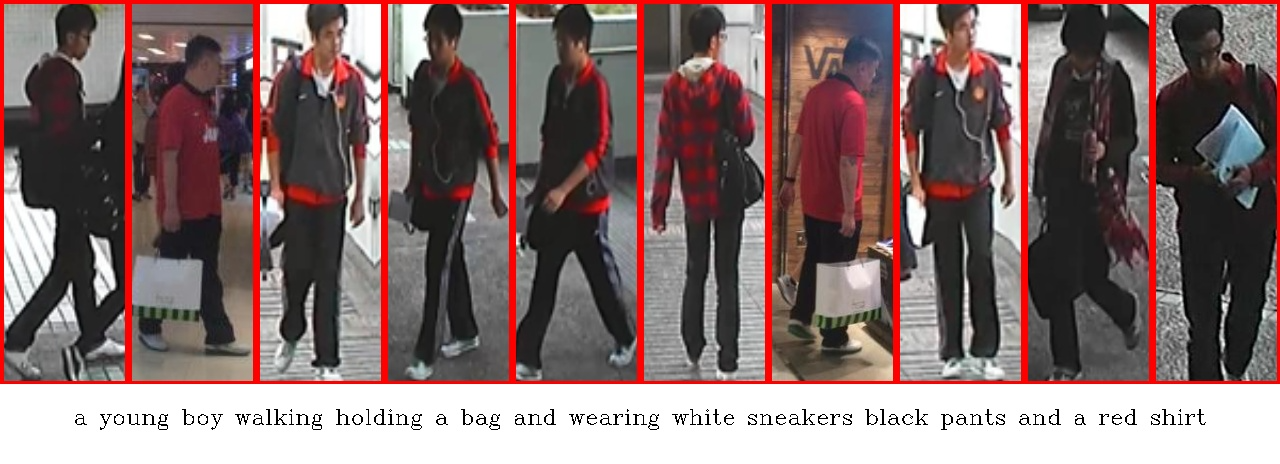 a young boy walking holding a bag and wearing white sneakers black pants and a red shirt